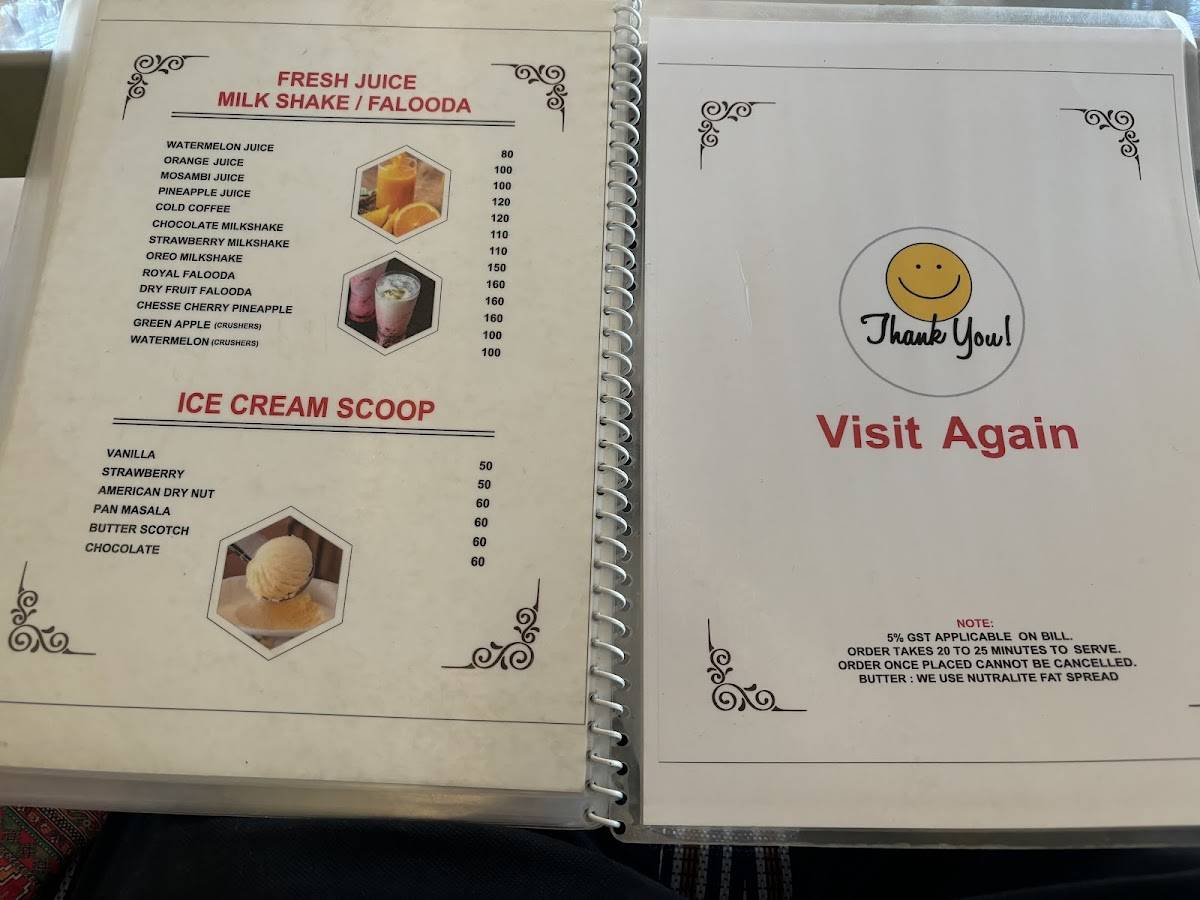 FRESH JUICE
MILK SHAKE / FALOODA
WATERMELON JUICE 80
ORANGE JUICE 100
MOSAMBI JUICE 100
PINEAPPLE JUICE 120
COLD COFFEE 120
CHOCOLATE MILKSHAKE 110
STRAWBERRY MILKSHAKE 110
OREO MILKSHAKE 150
ROYAL FALOODA 160
DRY FRUIT FALOODA 160
CHESSE CHERRY PINEAPPLE 160
GREEN APPLE (CRUSHERS) 100
WATERMELON (CRUSHERS) 100
ICE CREAM SCOOP
VANILLA 50
STRAWBERRY 50
AMERICAN DRY NUT 60
PAN MASALA 60
BUTTER SCOTCH 60
CHOCOLATE 60
Thank You!
Visit Again
NOTE:
5% GST APPLICABLE ON BILL.
ORDER TAKES 20 TO 25 MINUTES TO SERVE.
ORDER ONCE PLACED CANNOT BE CANCELLED.
BUTTER : WE USE NUTRALITE FAT SPREAD